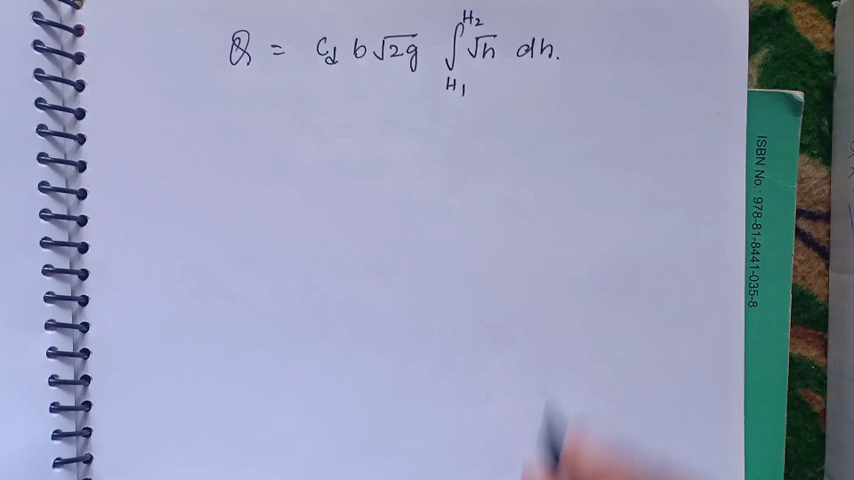 Q = Cd b √2g ∫H1^H2 √h dh.
ISBN No.: 978-81-8441-035-8